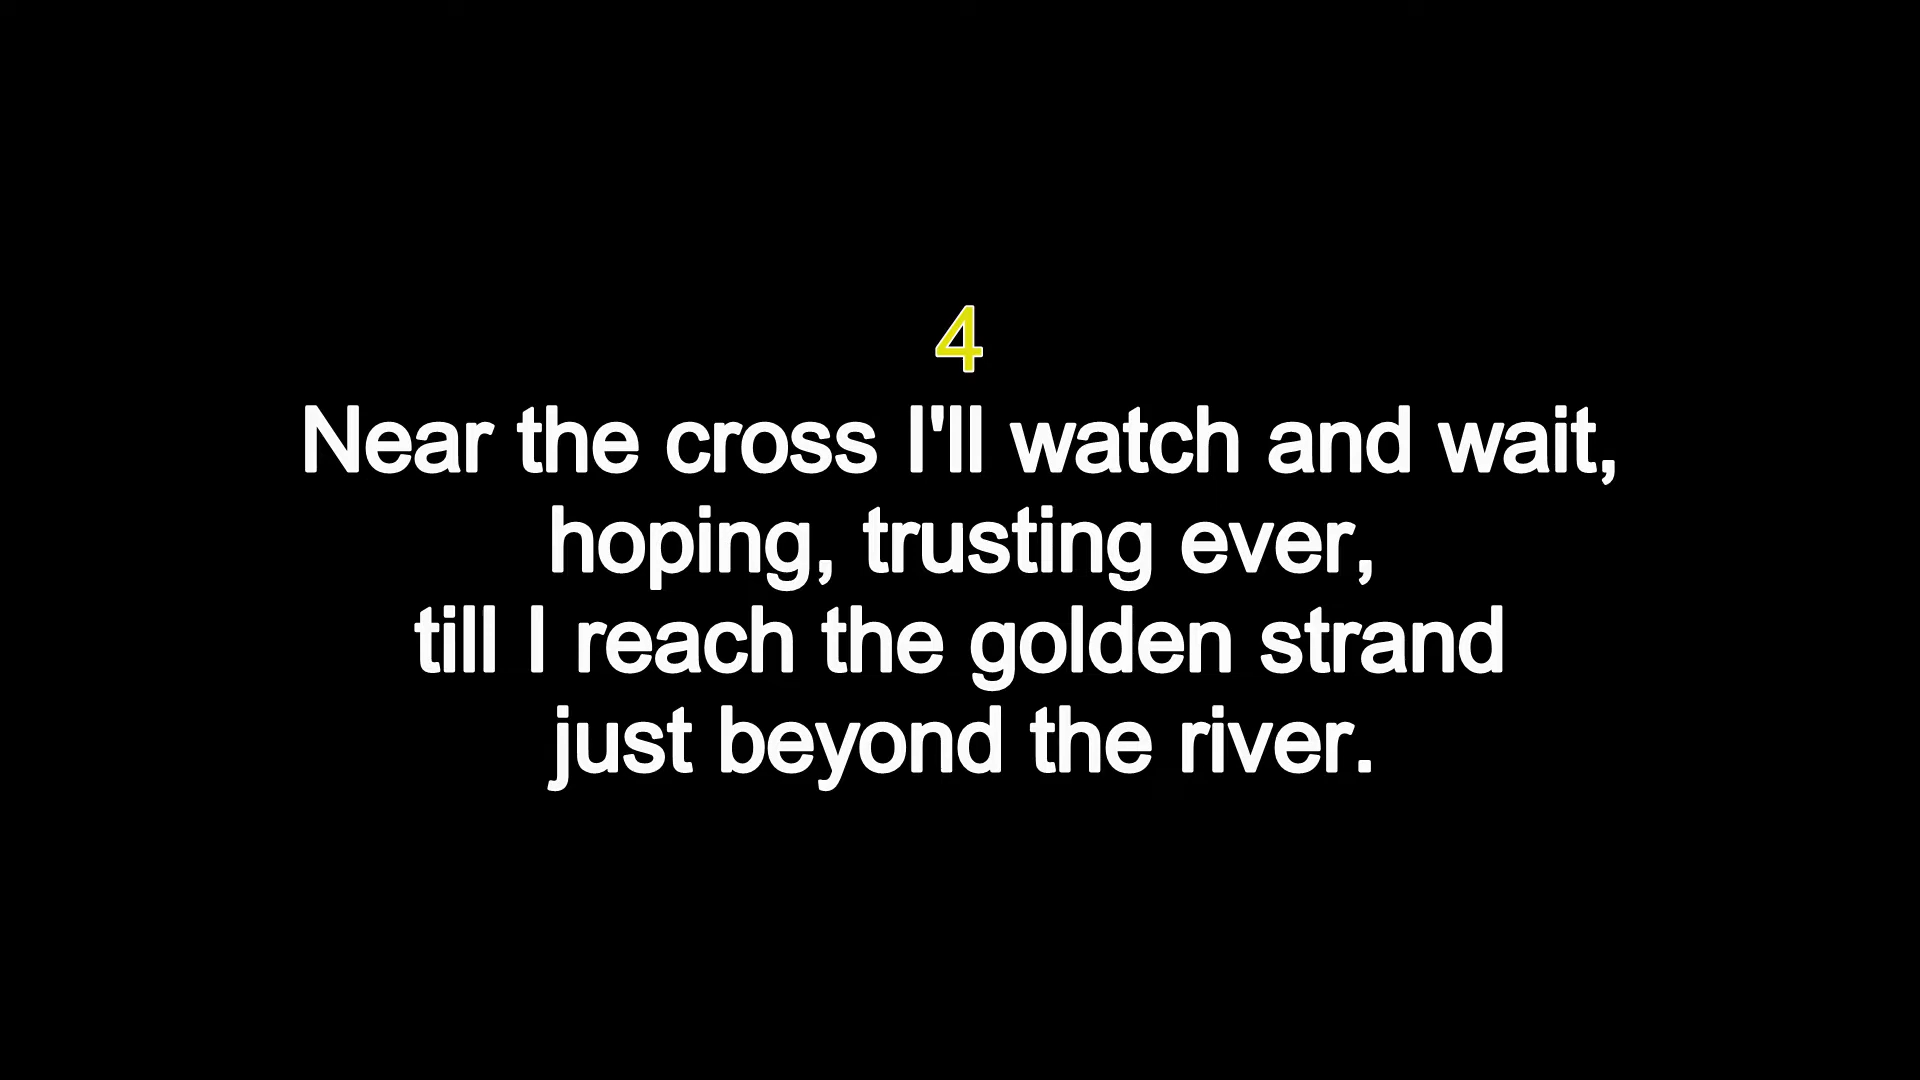 4
Near the cross I'll watch and wait,
hoping, trusting ever,
till I reach the golden strand
just beyond the river.